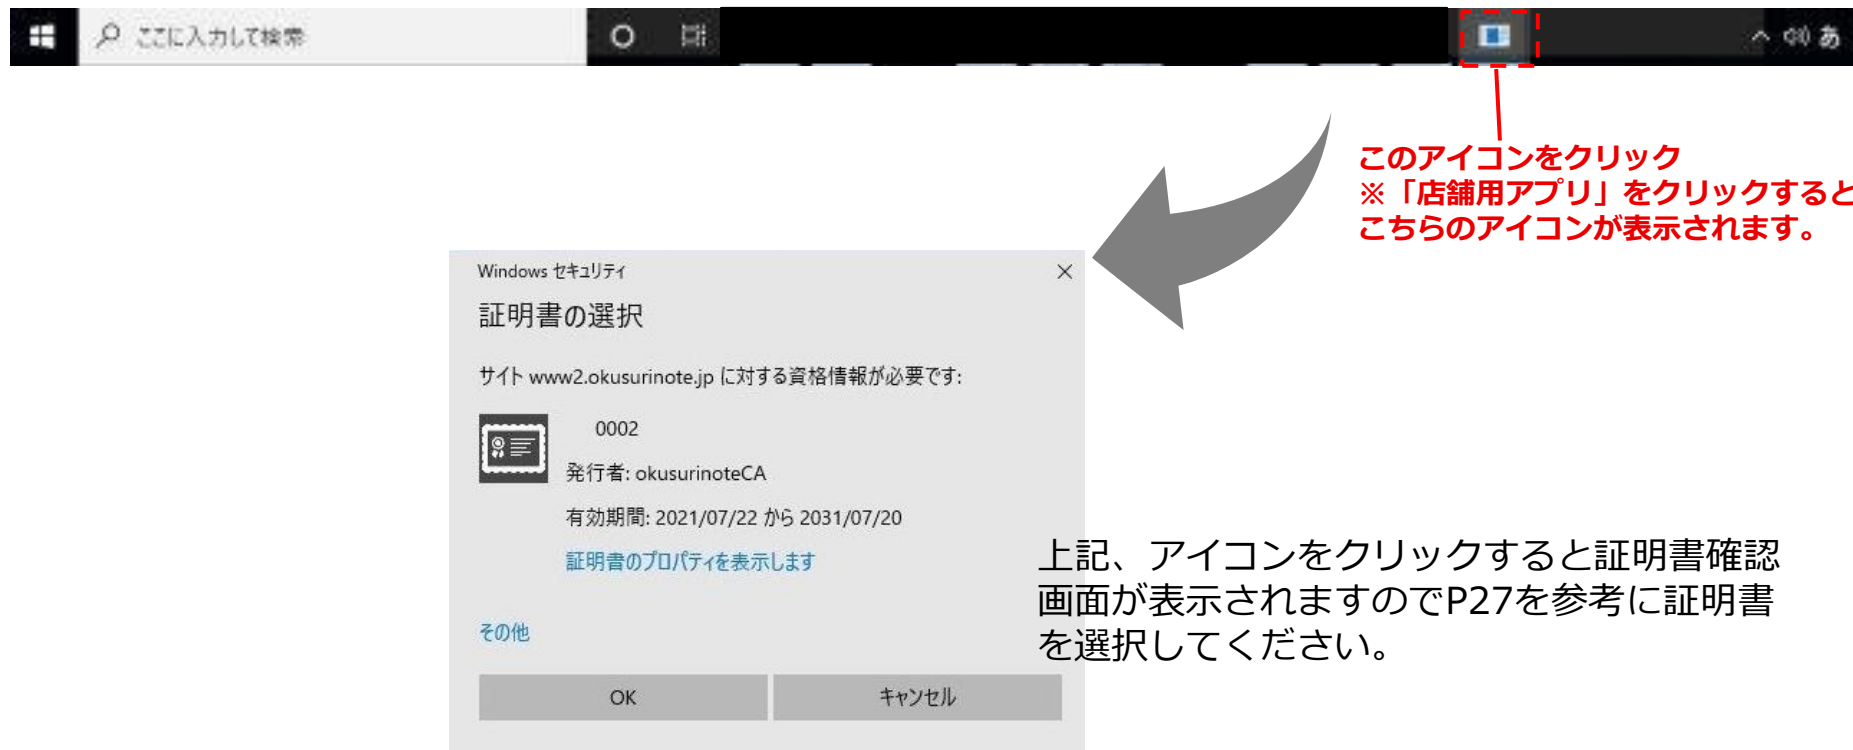 ここに入力して検索
あ
このアイコンをクリック
※「店舗用アプリ」をクリックすると
こちらのアイコンが表示されます。
Windows セキュリティ
証明書の選択
サイト www2.okusurinote.jp に対する資格情報が必要です:
0002
発行者: okusurinoteCA
有効期間: 2021/07/22 から 2031/07/20
証明書のプロパティを表示します
その他
OK キャンセル
上記、アイコンをクリックすると証明書確認
画面が表示されますのでP27を参考に証明書
を選択してください。